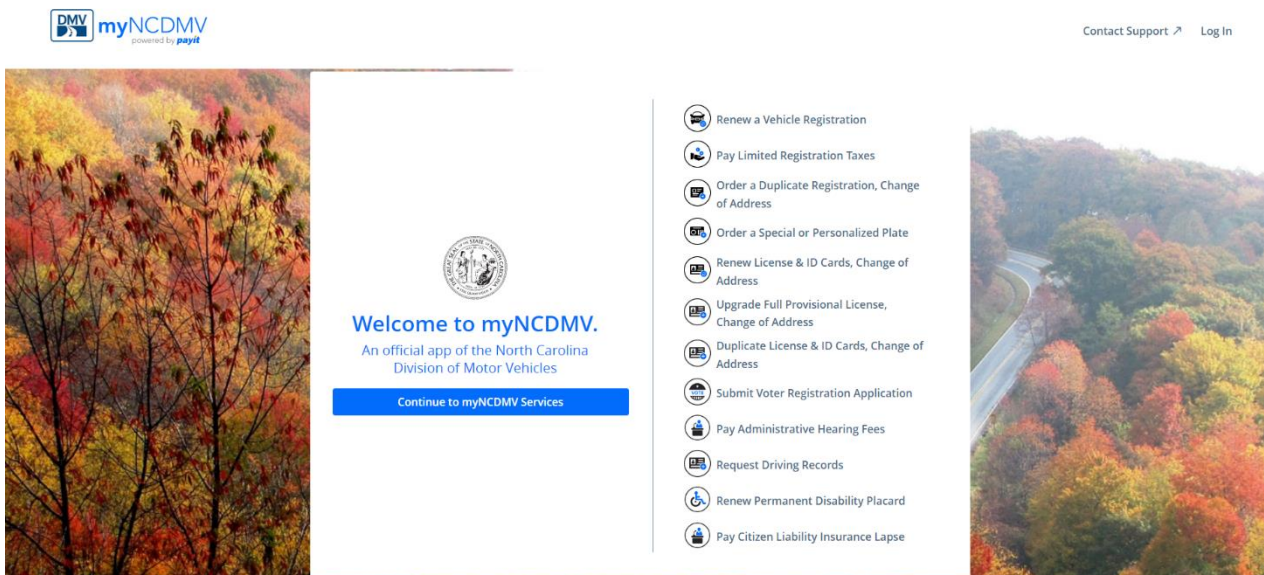 DMV
myNCDMV
powered by payit
Contact Support
Log In
Welcome to myNCDMV.
An official app of the North Carolina
Division of Motor Vehicles
Continue to myNCDMV Services
Renew a Vehicle Registration
Pay Limited Registration Taxes
Order a Duplicate Registration, Change
of Address
Order a Special or Personalized Plate
Renew License & ID Cards, Change of
Address
Upgrade Full Provisional License,
Change of Address
Duplicate License & ID Cards, Change of
Address
VOTE
Submit Voter Registration Application
Pay Administrative Hearing Fees
Request Driving Records
Renew Permanent Disability Placard
Pay Citizen Liability Insurance Lapse